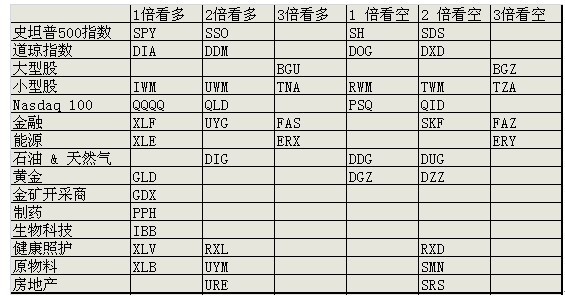 1倍看多 2倍看多 3倍看多 1 倍看空 2 倍看空 3倍看空
史坦普500指数 SPY SSO SH SDS
道琼指数 DIA DDM DOG DXD
大型股 BGU BGZ
小型股 IWM UWM TNA RWM TWM TZA
Nasdaq 100 QQQQ QLD PSQ QID
金融 XLF UYG FAS SKF FAZ
能源 XLE ERX ERY
石油 & 天然气 DIG DDG DUG
黄金 GLD DGZ DZZ
金矿开采商 GDX
制药 PPH
生物科技 IBB
健康照护 XLV RXL RXD
原物料 XLB UYM SMN
房地产 URE SRS